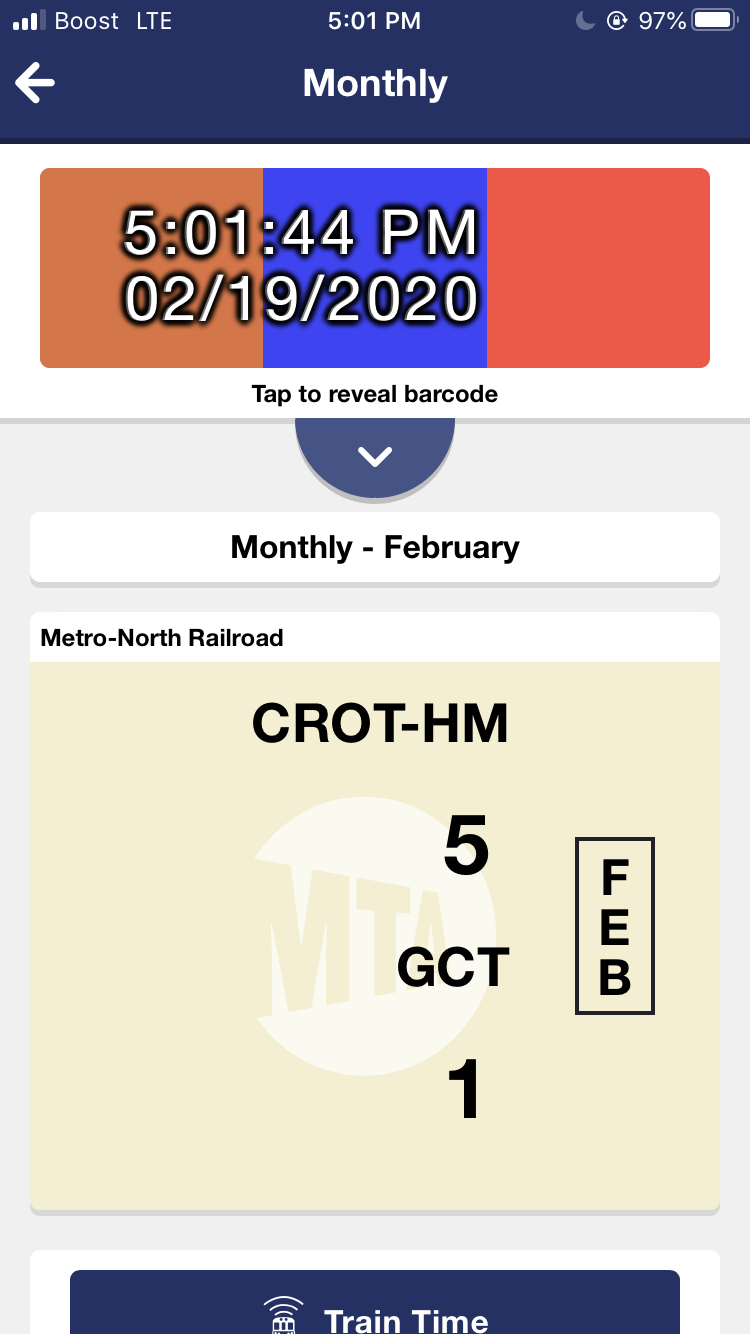 Boost LTE 5:01 PM 97%
Monthly
5:01:44 PM
02/19/2020
Tap to reveal barcode
Monthly - February
Metro-North Railroad
CROT-HM
5
MTA
GCT
1
F
E
B
Train Time